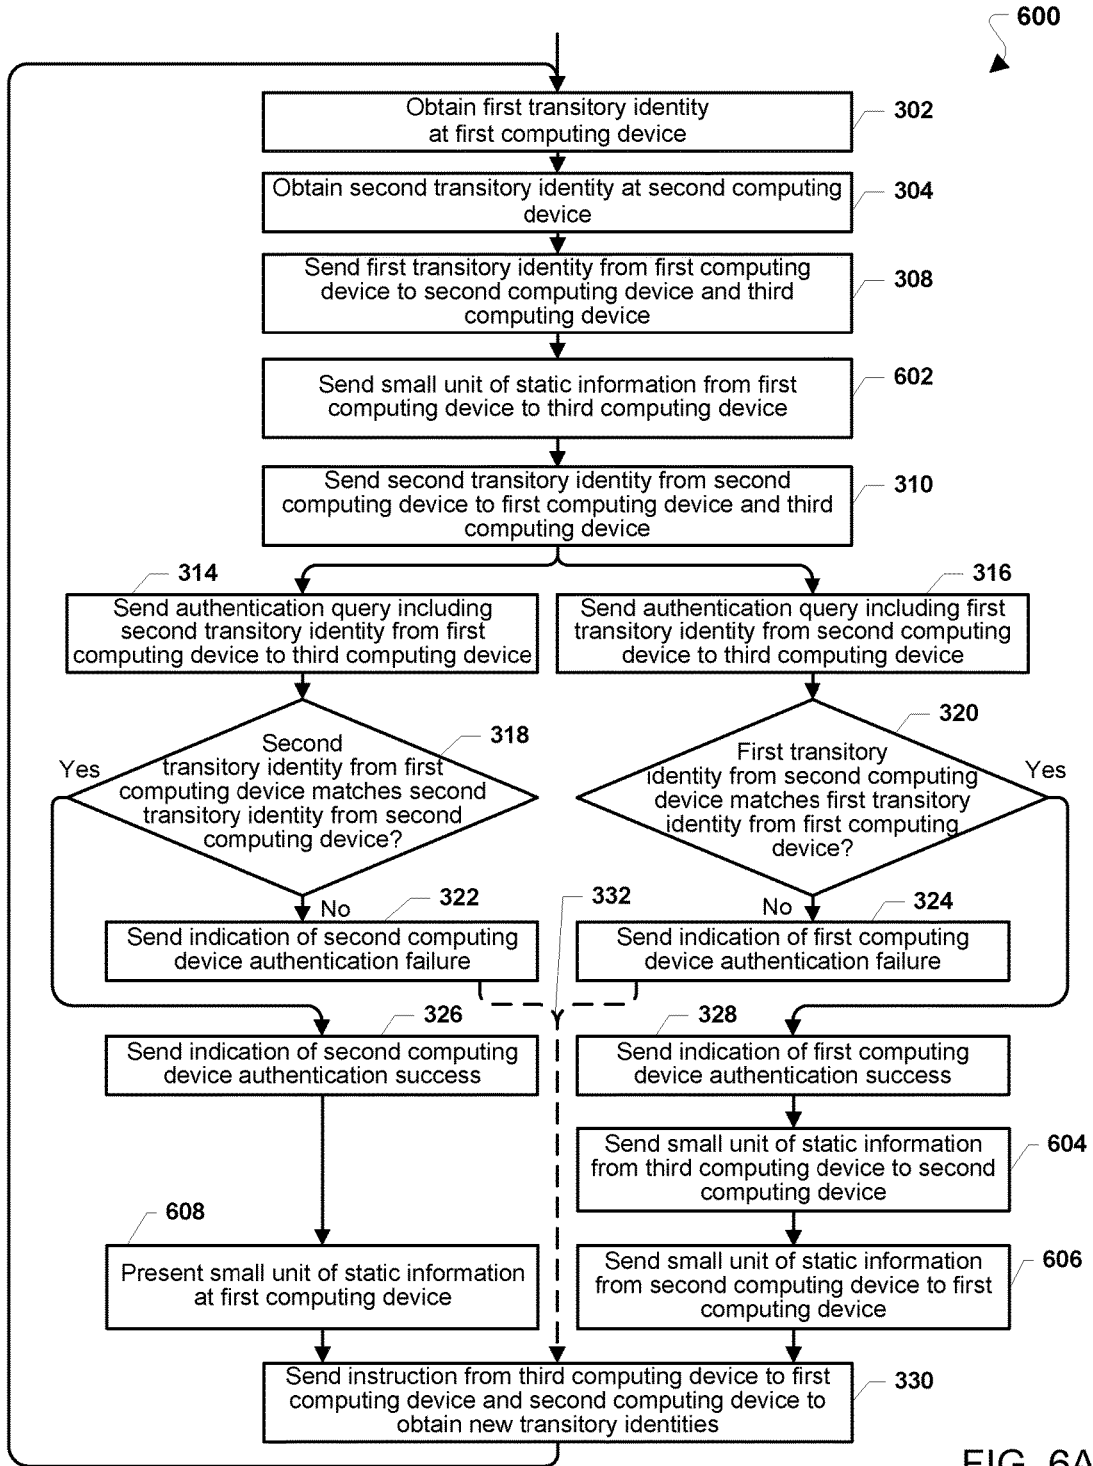 600
Obtain first transitory identity
at first computing device
302
Obtain second transitory identity at second computing
device
304
Send first transitory identity from first computing
device to second computing device and third
computing device
308
Send small unit of static information from first
computing device to third computing device
602
Send second transitory identity from second
computing device to first computing device and third
computing device
310
314
Send authentication query including
second transitory identity from first
computing device to third computing device
316
Send authentication query including first
transitory identity from second computing
device to third computing device
318
Second
transitory identity from first
computing device matches second
transitory identity from second
computing device?
Yes
No
320
First transitory
identity from second computing
device matches first transitory
identity from first computing
device?
Yes
No
322
Send indication of second computing
device authentication failure
332
324
Send indication of first computing
device authentication failure
326
Send indication of second computing
device authentication success
328
Send indication of first computing
device authentication success
Send small unit of static information
from third computing device to second
computing device
604
608
Present small unit of static information
at first computing device
Send small unit of static information
from second computing device to first
computing device
606
Send instruction from third computing device to first
computing device and second computing device to
obtain new transitory identities
330
FIG. 6A